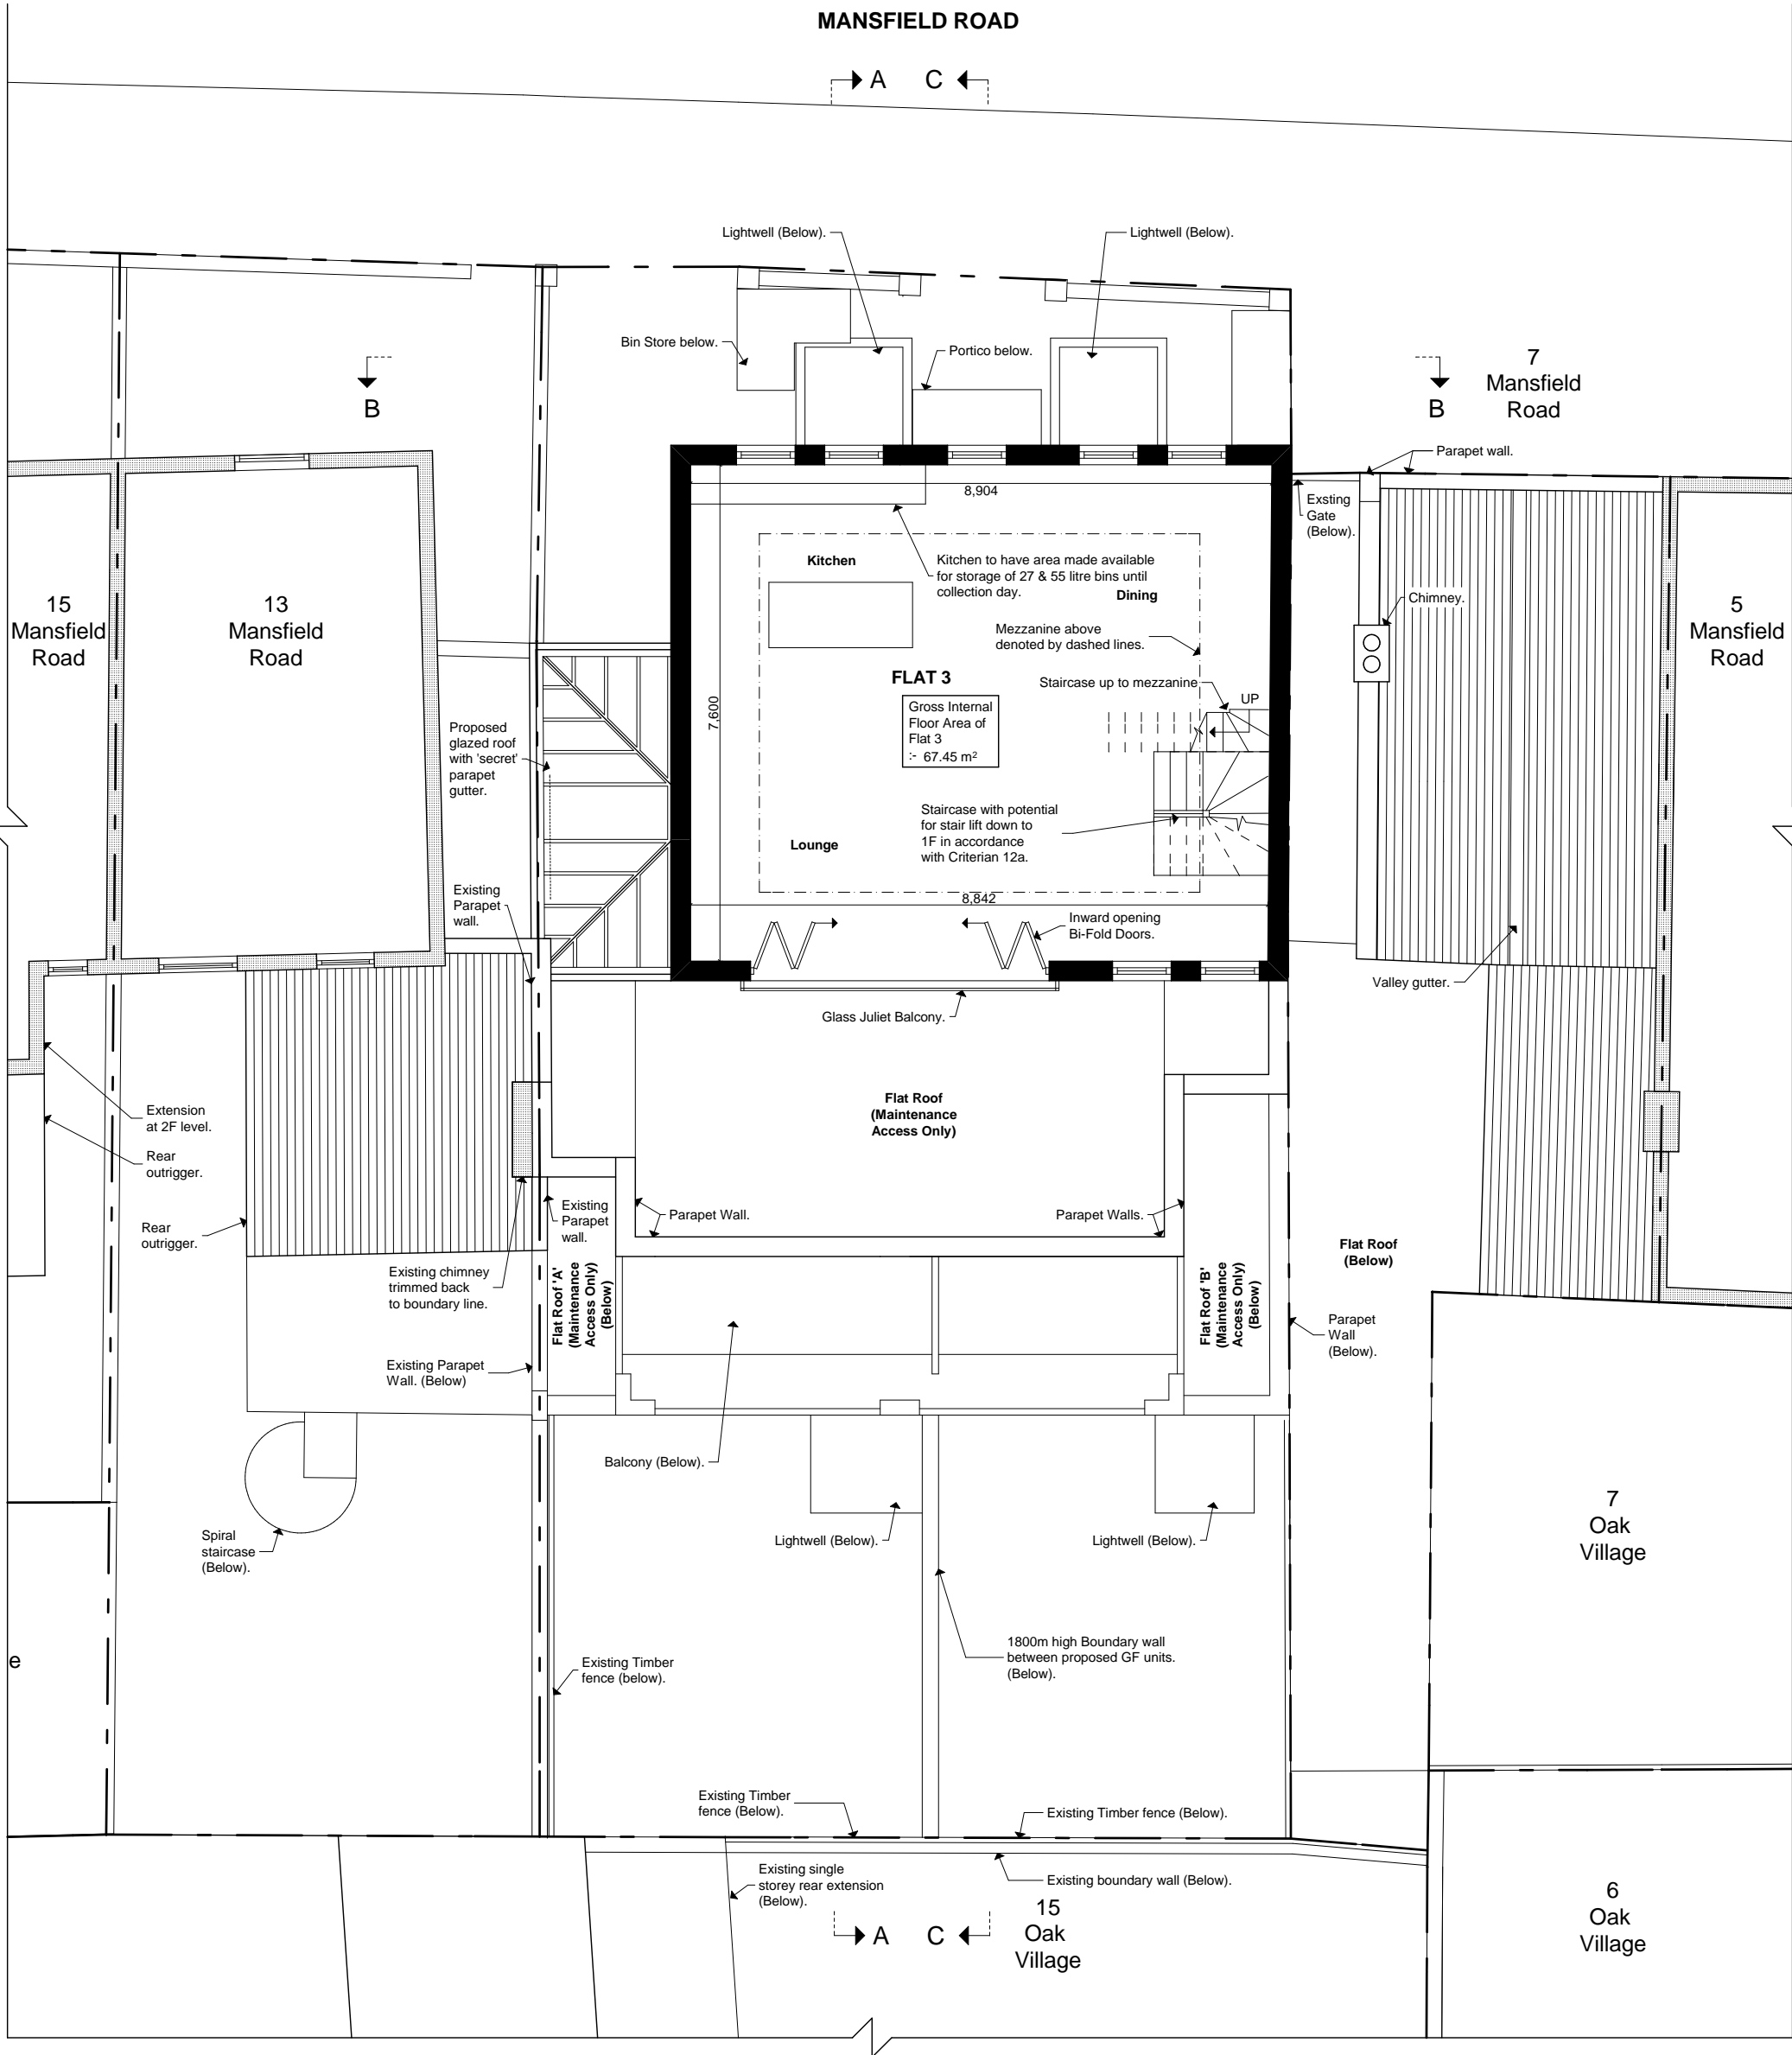 MANSFIELD ROAD
A C
Lightwell (Below).
Lightwell (Below).
Bin Store below.
Portico below.
B
B
7
Mansfield
Road
Parapet wall.
8,904
Exstng
Gate
(Below).
Kitchen
Kitchen to have area made available
for storage of 27 & 55 litre bins until
collection day.
Dining
15
Mansfield
Road
13
Mansfield
Road
Chimney.
5
Mansfield
Road
Mezzanine above
denoted by dashed lines.
FLAT 3
Staircase up to mezzanine
UP
Gross Internal
Floor Area of
Flat 3
:- 67.45 m²
7,600
Proposed
glazed roof
with 'secret'
parapet
gutter.
Staircase with potential
for stair lift down to
1F in accordance
with Criterian 12a.
Lounge
Existing
Parapet
wall.
8,842
Inward opening
Bi-Fold Doors.
Valley gutter.
Glass Juliet Balcony.
Flat Roof
(Maintenance
Access Only)
Extension
at 2F level.
Rear
outrigger.
Rear
outrigger.
Existing
Parapet
wall.
Parapet Wall.
Parapet Walls.
Flat Roof
(Below)
Existing chimney
trimmed back
to boundary line.
Flat Roof 'A'
(Maintenance
Access Only)
(Below)
Flat Roof 'B'
(Maintenance
Access Only)
(Below)
Parapet
Wall
(Below).
Existing Parapet
Wall. (Below)
Balcony (Below).
Spiral
staircase
(Below).
Lightwell (Below).
Lightwell (Below).
7
Oak
Village
e
Existing Timber
fence (below).
1800m high Boundary wall
between proposed GF units.
(Below).
Existing Timber
fence (Below).
Existing Timber fence (Below).
Existing single
storey rear extension
(Below).
Existing boundary wall (Below).
A C
15
Oak
Village
6
Oak
Village